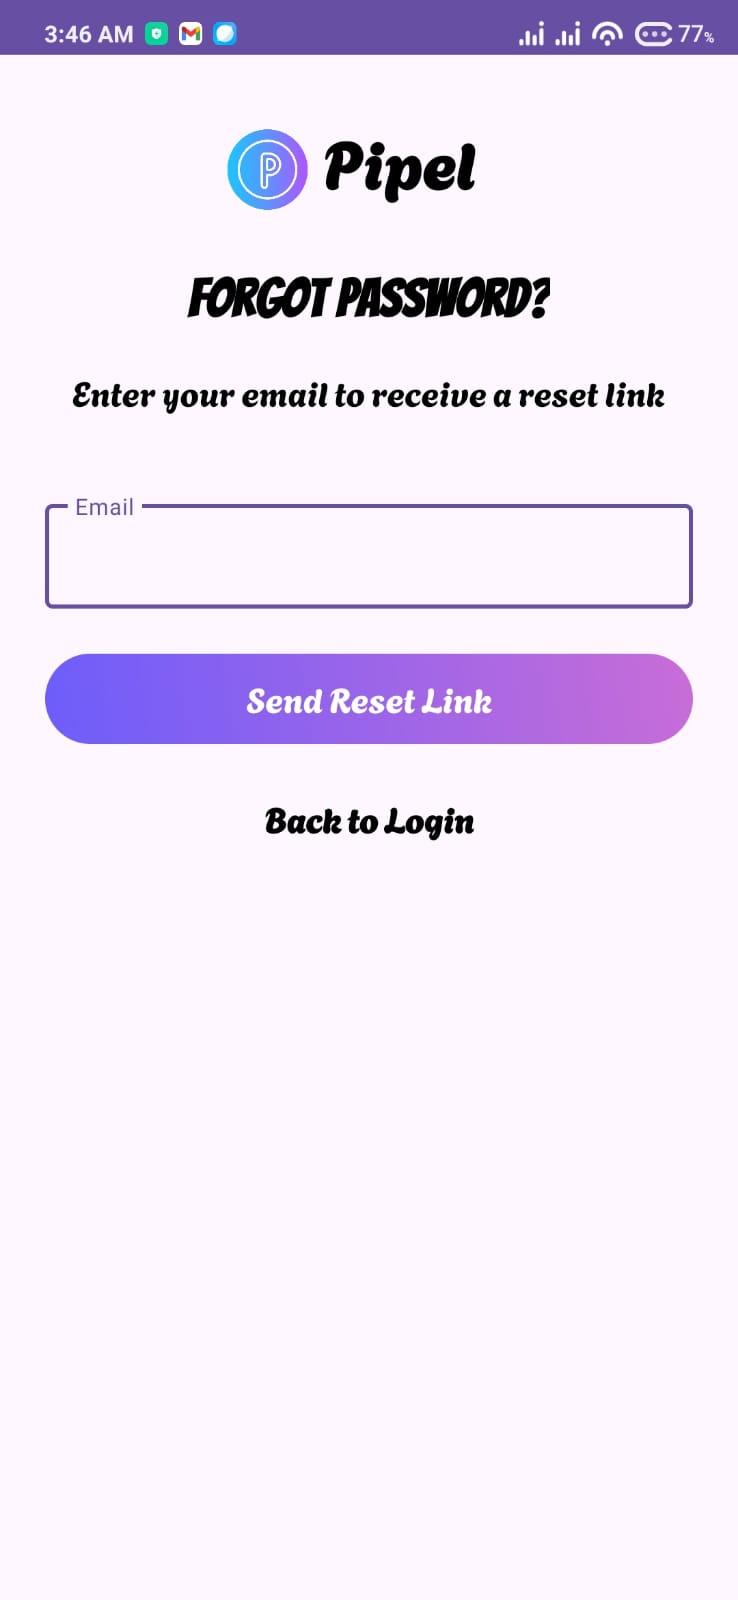 3:46 AM 77%
P Pipel
FORGOT PASSWORD?
Enter your email to receive a reset link
Email
Send Reset Link
Back to Login